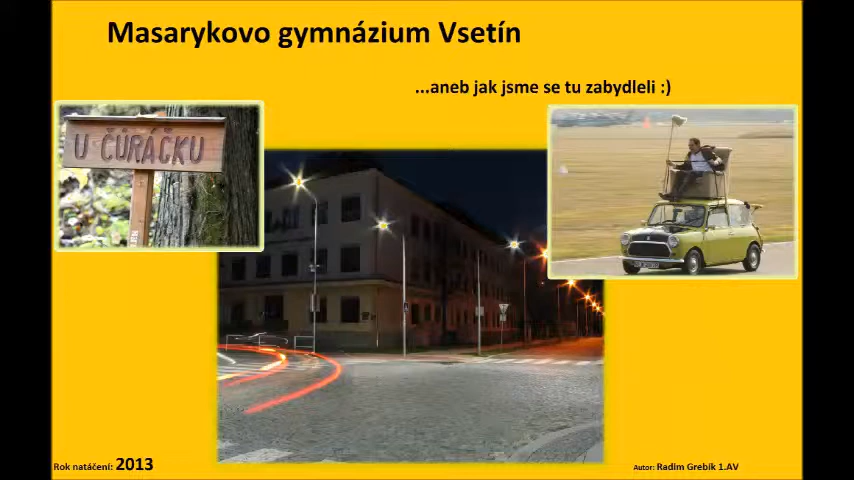 Masarykovo gymnázium Vsetín
...aneb jak jsme se tu zabydleli :)
U ČŮRÁČKU
Rok natáčení: 2013
Autor: Radim Grebík 1.AV